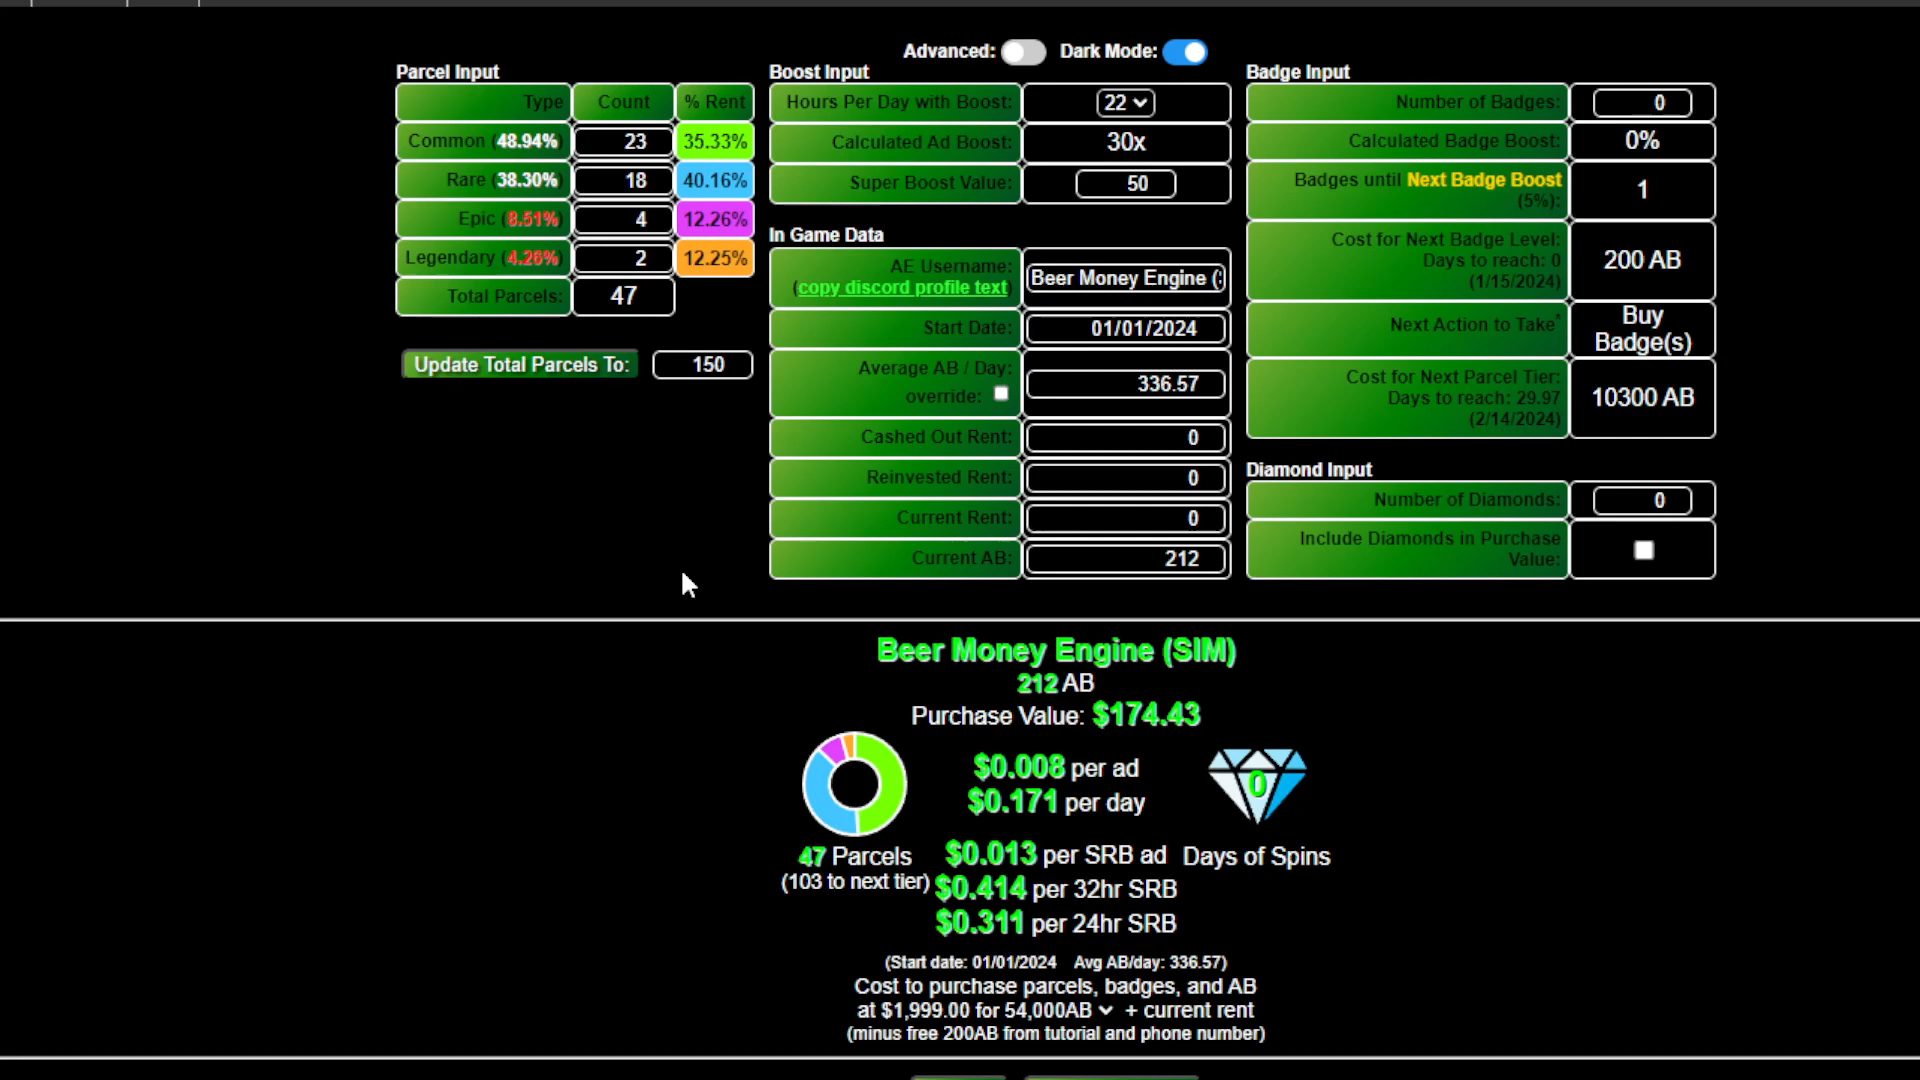 Advanced: Dark Mode:
Parcel Input
Type Count % Rent
Common (48.94%) 23 35.33%
Rare (38.30%) 18 40.16%
Epic (8.51%) 4 12.26%
Legendary (4.26%) 2 12.25%
Total Parcels: 47
Update Total Parcels To: 150
Boost Input
Hours Per Day with Boost: 22
Calculated Ad Boost: 30x
Super Boost Value: 50
In Game Data
AE Username:
(copy discord profile text)
Beer Money Engine (
Start Date: 01/01/2024
Average AB / Day:
override:
336.57
Cashed Out Rent: 0
Reinvested Rent: 0
Current Rent: 0
Current AB: 212
Badge Input
Number of Badges: 0
Calculated Badge Boost: 0%
Badges until Next Badge Boost
(5%):
1
Cost for Next Badge Level:
Days to reach: 0
(1/15/2024)
200 AB
Next Action to Take*
Buy
Badge(s)
Cost for Next Parcel Tier:
Days to reach: 29.97
(2/14/2024)
10300 AB
Diamond Input
Number of Diamonds: 0
Include Diamonds in Purchase
Value:
Beer Money Engine (SIM)
212 AB
Purchase Value: $174.43
$0.008 per ad
$0.171 per day
0
47 Parcels
(103 to next tier)
$0.013 per SRB ad
$0.414 per 32hr SRB
$0.311 per 24hr SRB
Days of Spins
(Start date: 01/01/2024 Avg AB/day: 336.57)
Cost to purchase parcels, badges, and AB
at $1,999.00 for 54,000AB + current rent
(minus free 200AB from tutorial and phone number)